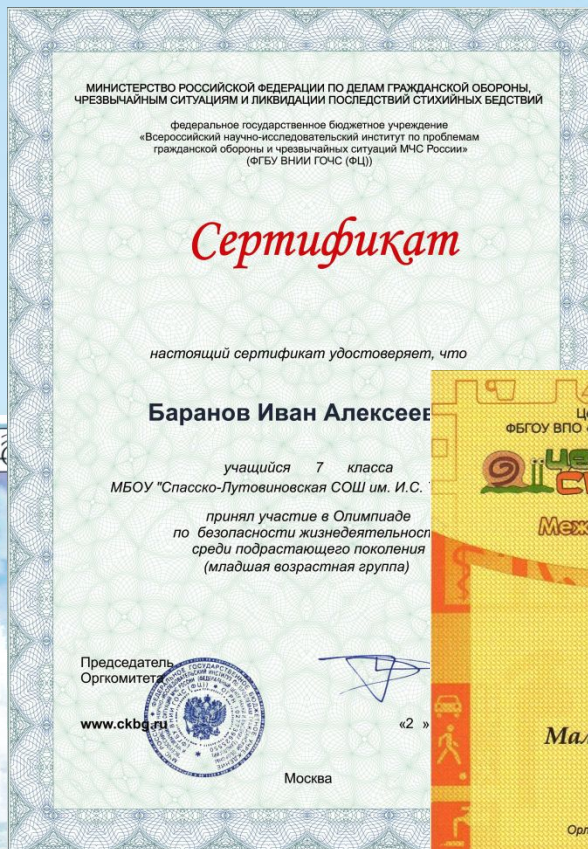 МИНИСТЕРСТВО РОССИЙСКОЙ ФЕДЕРАЦИИ ПО ДЕЛАМ ГРАЖДАНСКОЙ ОБОРОНЫ,
ЧРЕЗВЫЧАЙНЫМ СИТУАЦИЯМ И ЛИКВИДАЦИИ ПОСЛЕДСТВИЙ СТИХИЙНЫХ БЕДСТВИЙ
федеральное государственное бюджетное учреждение
«Всероссийский научно-исследовательский институт по проблемам
гражданской обороны и чрезвычайных ситуаций МЧС России»
(ФГБУ ВНИИ ГОЧС (ФЦ))
Сертификат
настоящий сертификат удостоверяет, что
Баранов Иван Алексеев
учащийся 7 класса
МБОУ "Спасско-Лутовиновская СОШ им. И.С.
принял участие в Олимпиаде
по безопасности жизнедеятельност
среди подрастающего поколения
(младшая возрастная группа)
Председатель
Оргкомитета
www.ckbg.ru
«2 »
Москва
ФБГОУ ВПО
Меж
Мал
Орл